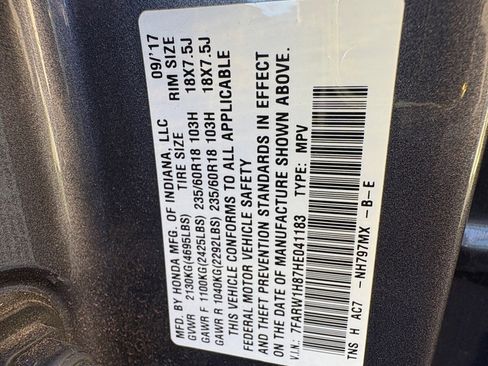 MFD. BY HONDA MFG. OF INDIANA, LLC 09/'17
GVWR 2130KG(4695LBS) TIRE SIZE RIM SIZE
GAWR F 1100KG(2425LBS) 235/60R18 103H 18X7.5J
GAWR R 1040KG(2292LBS) 235/60R18 103H 18X7.5J
THIS VEHICLE CONFORMS TO ALL APPLICABLE
FEDERAL MOTOR VEHICLE SAFETY
AND THEFT PREVENTION STANDARDS IN EFFECT
ON THE DATE OF MANUFACTURE SHOWN ABOVE.
V.I.N.: 7FARW1H87HE041183 TYPE: MPV
TNS H AC7 -NH797MX -B-E